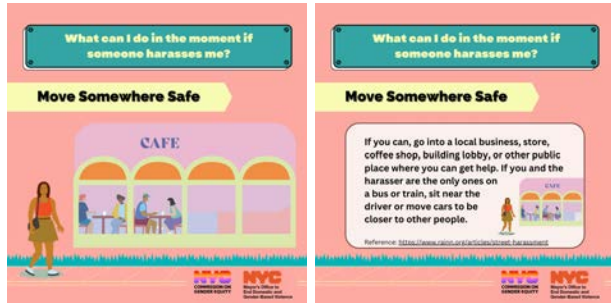 What can I do in the moment if
someone harasses me?
Move Somewhere Safe
CAFE
NYC
COMMISSION ON
GENDER EQUITY
NYC
Mayor's Office to
End Domestic and
Gender-Based Violence
What can I do in the moment if
someone harasses me?
Move Somewhere Safe
If you can, go into a local business, store,
coffee shop, building lobby, or other public
place where you can get help. If you and the
harasser are the only ones on
a bus or train, sit near the
driver or move cars to be
closer to other people.
CAFE
Reference: https://www.rainn.org/articles/street-harassment
NYC
COMMISSION ON
GENDER EQUITY
NYC
Mayor's Office to
End Domestic and
Gender-Based Violence